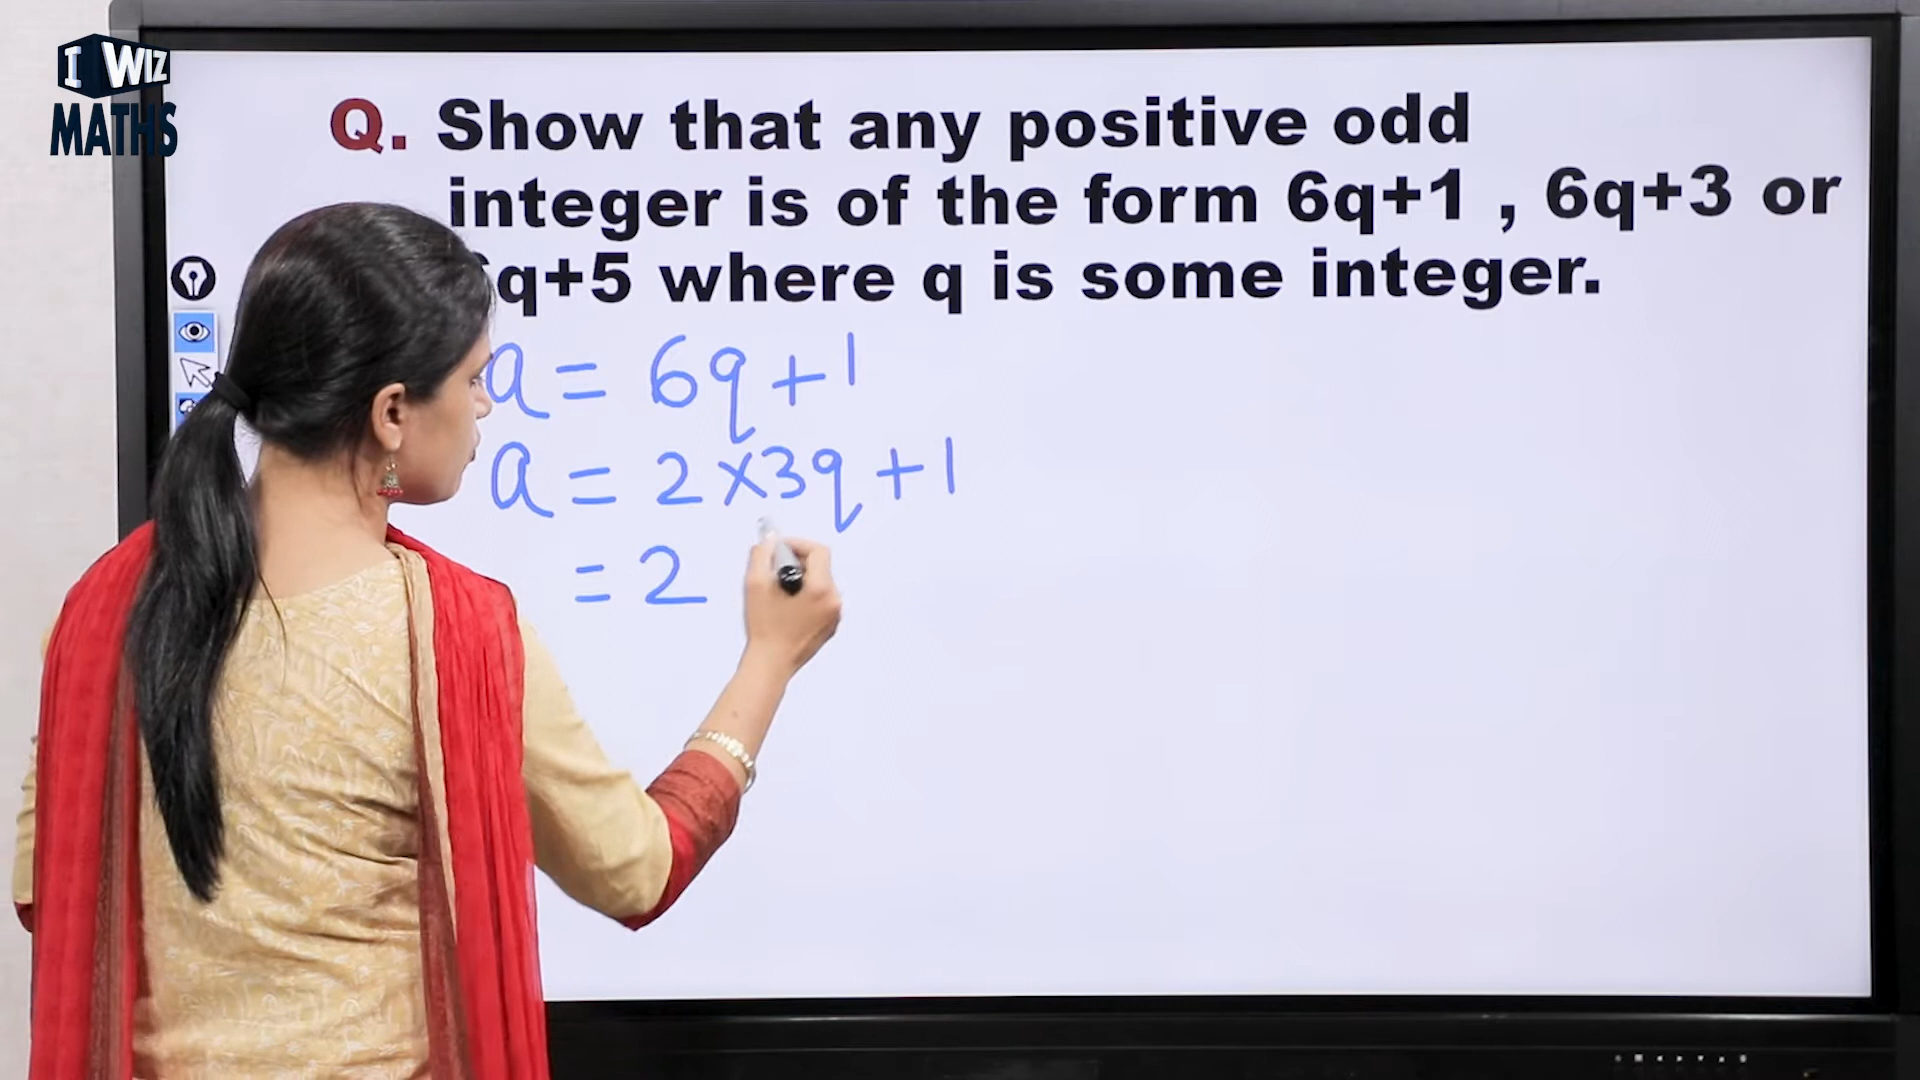 I WIZ
MATHS
Q. Show that any positive odd
integer is of the form 6q+1 , 6q+3 or
q+5 where q is some integer.
a = 6q+1
a = 2×3q+1
= 2